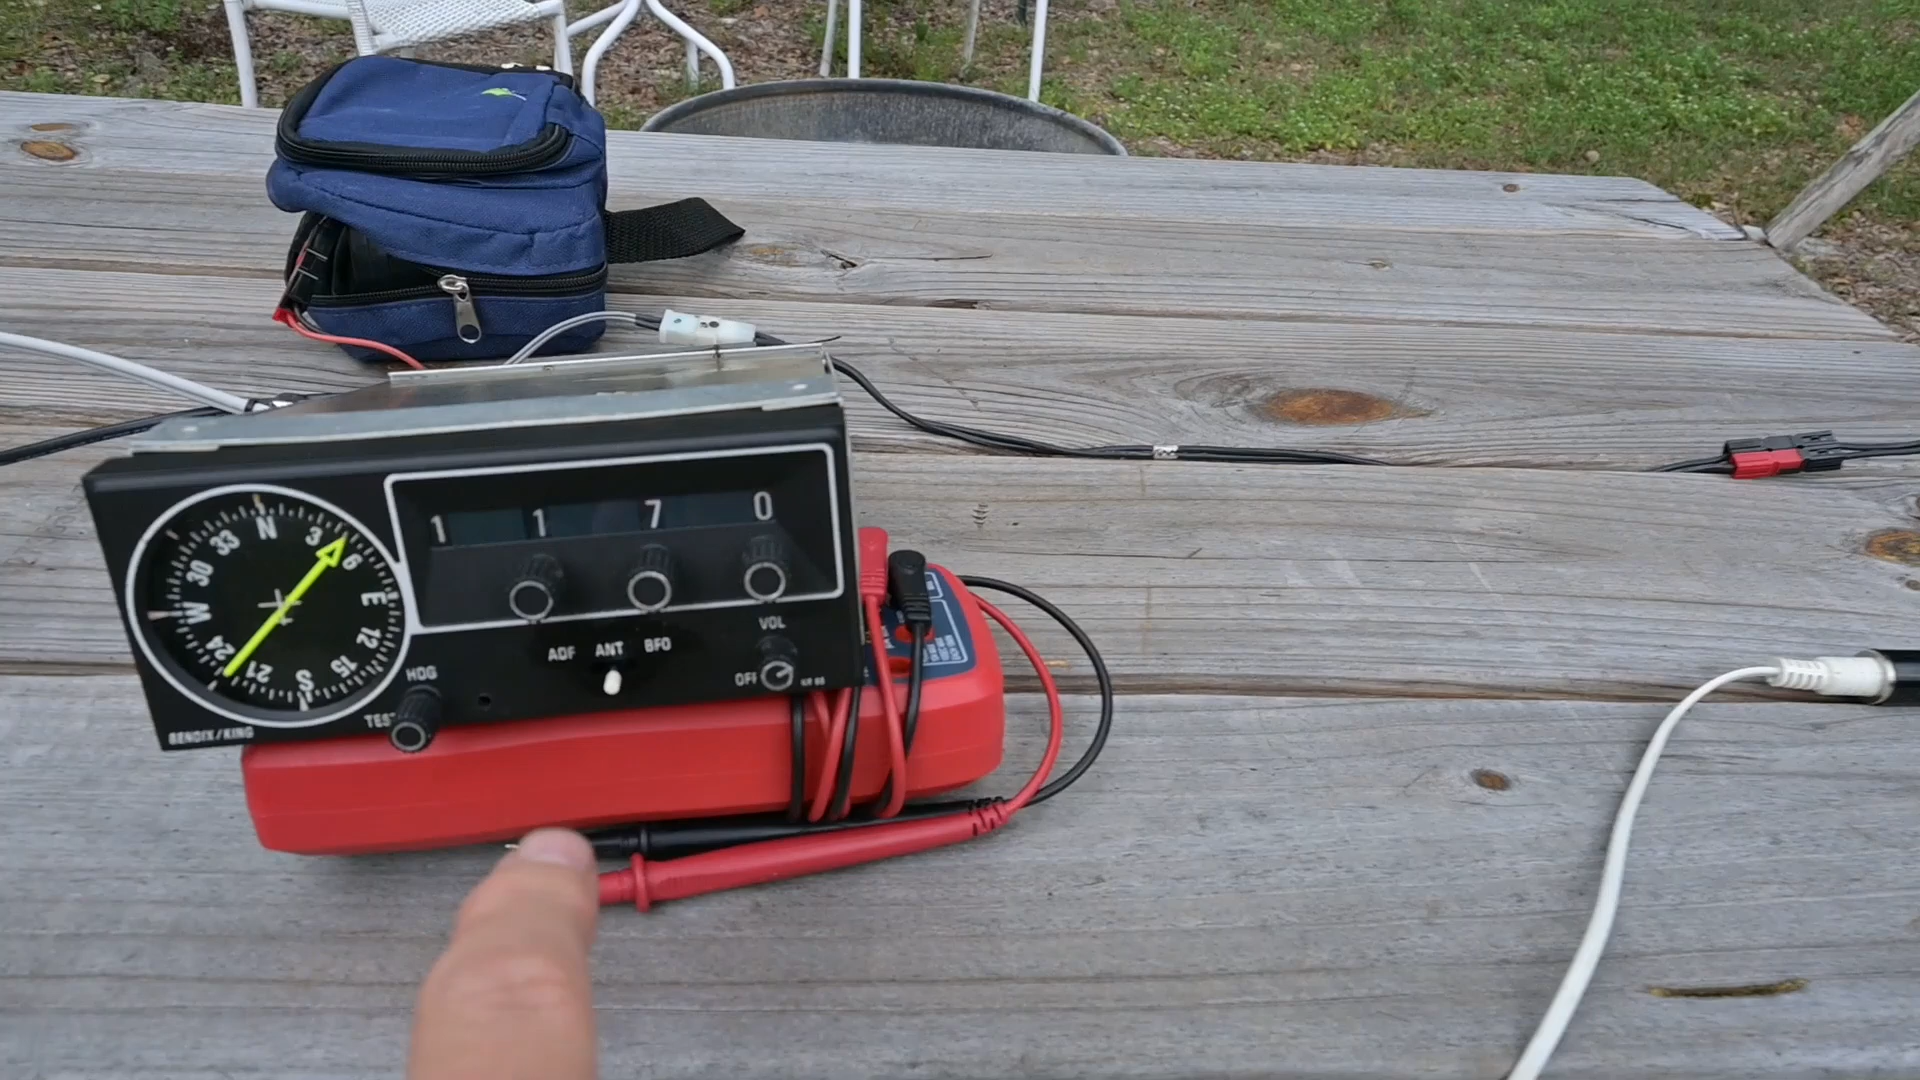 N
3
6
E
12
15
S
21
24
W
30
33
1 1 7 0
ADF ANT BFO
VOL
OFF
HDG
TEST
BENDIX/KING